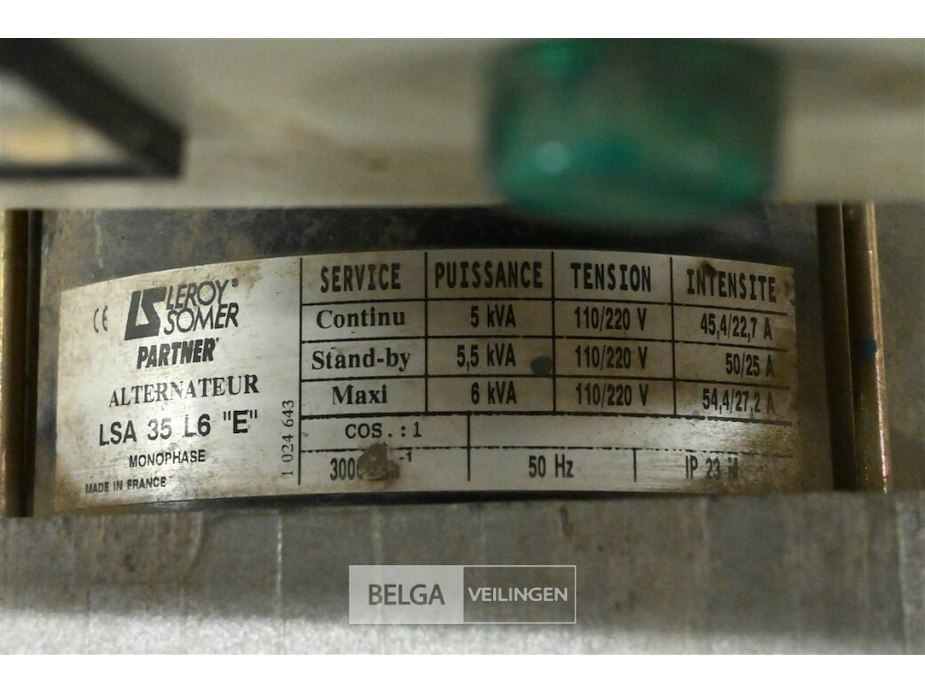 CE LEROY®
SOMER
PARTNER
ALTERNATEUR
LSA 35 L6 "E"
MONOPHASE
MADE IN FRANCE
1 024 643
SERVICE PUISSANCE TENSION INTENSITE
Continu 5 kVA 110/220 V 45,4/22,7 A
Stand-by 5,5 kVA 110/220 V 50/25 A
Maxi 6 kVA 110/220 V 54,4/27,2 A
COS.:1
50 Hz IP 23 M
BELGA VEILINGEN